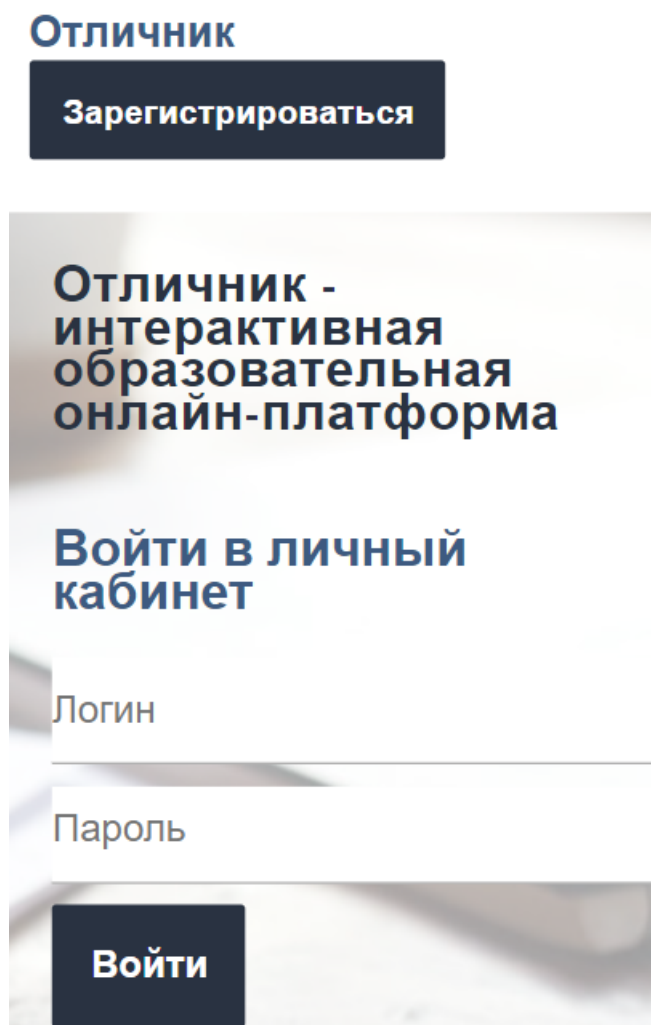 Отличник
Зарегистрироваться
Отличник -
интерактивная
образовательная
онлайн-платформа
Войти в личный
кабинет
Логин
Пароль
Войти